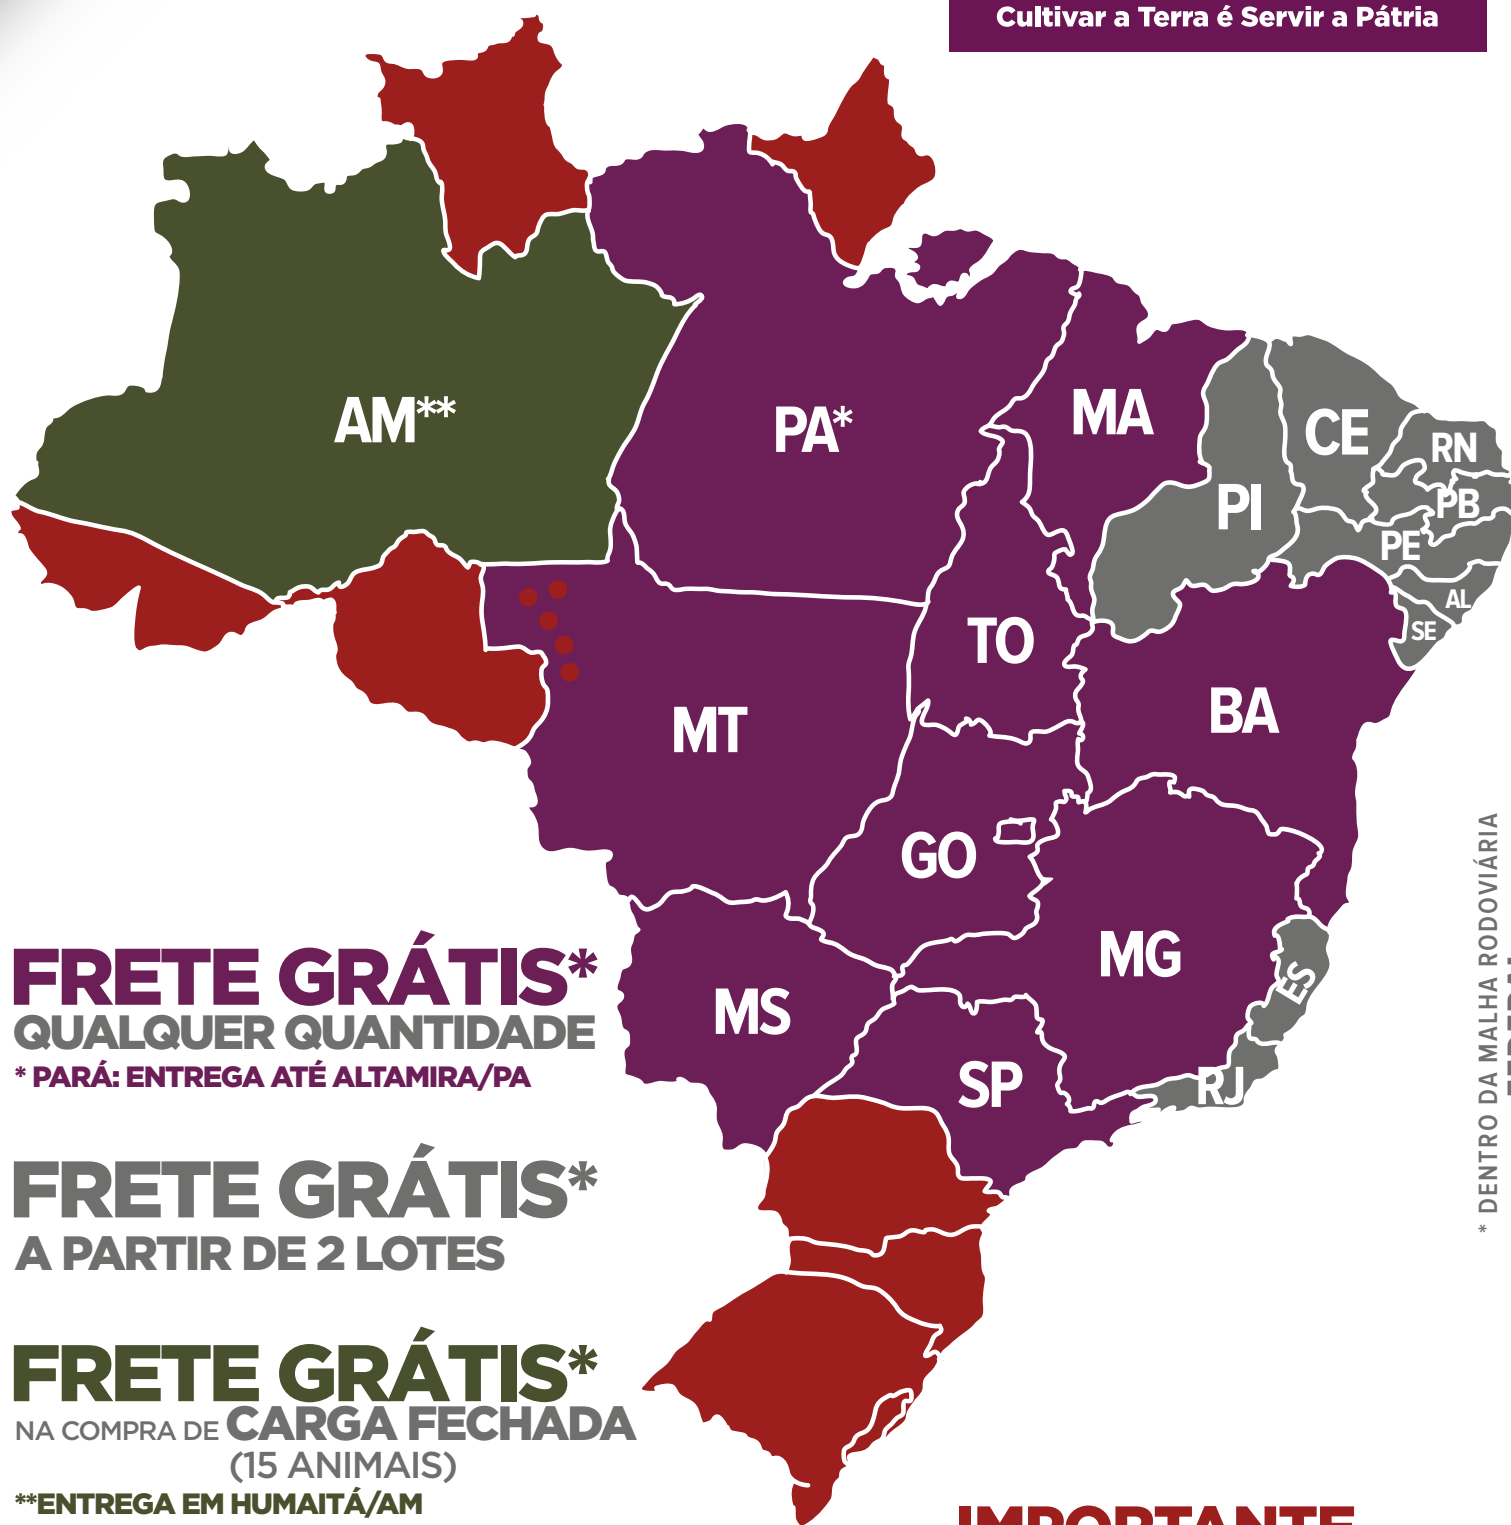 Cultivar a Terra é Servir a Pátria
AM**
PA*
MA
CE
RN
PI
PB
PE
AL
SE
TO
BA
MT
GO
MG
ES
MS
SP
RJ
FRETE GRÁTIS*
QUALQUER QUANTIDADE
* PARÁ: ENTREGA ATÉ ALTAMIRA/PA
FRETE GRÁTIS*
A PARTIR DE 2 LOTES
FRETE GRÁTIS*
NA COMPRA DE CARGA FECHADA
(15 ANIMAIS)
**ENTREGA EM HUMAITÁ/AM
* DENTRO DA MALHA RODOVIÁRIA
IMPORTANTE